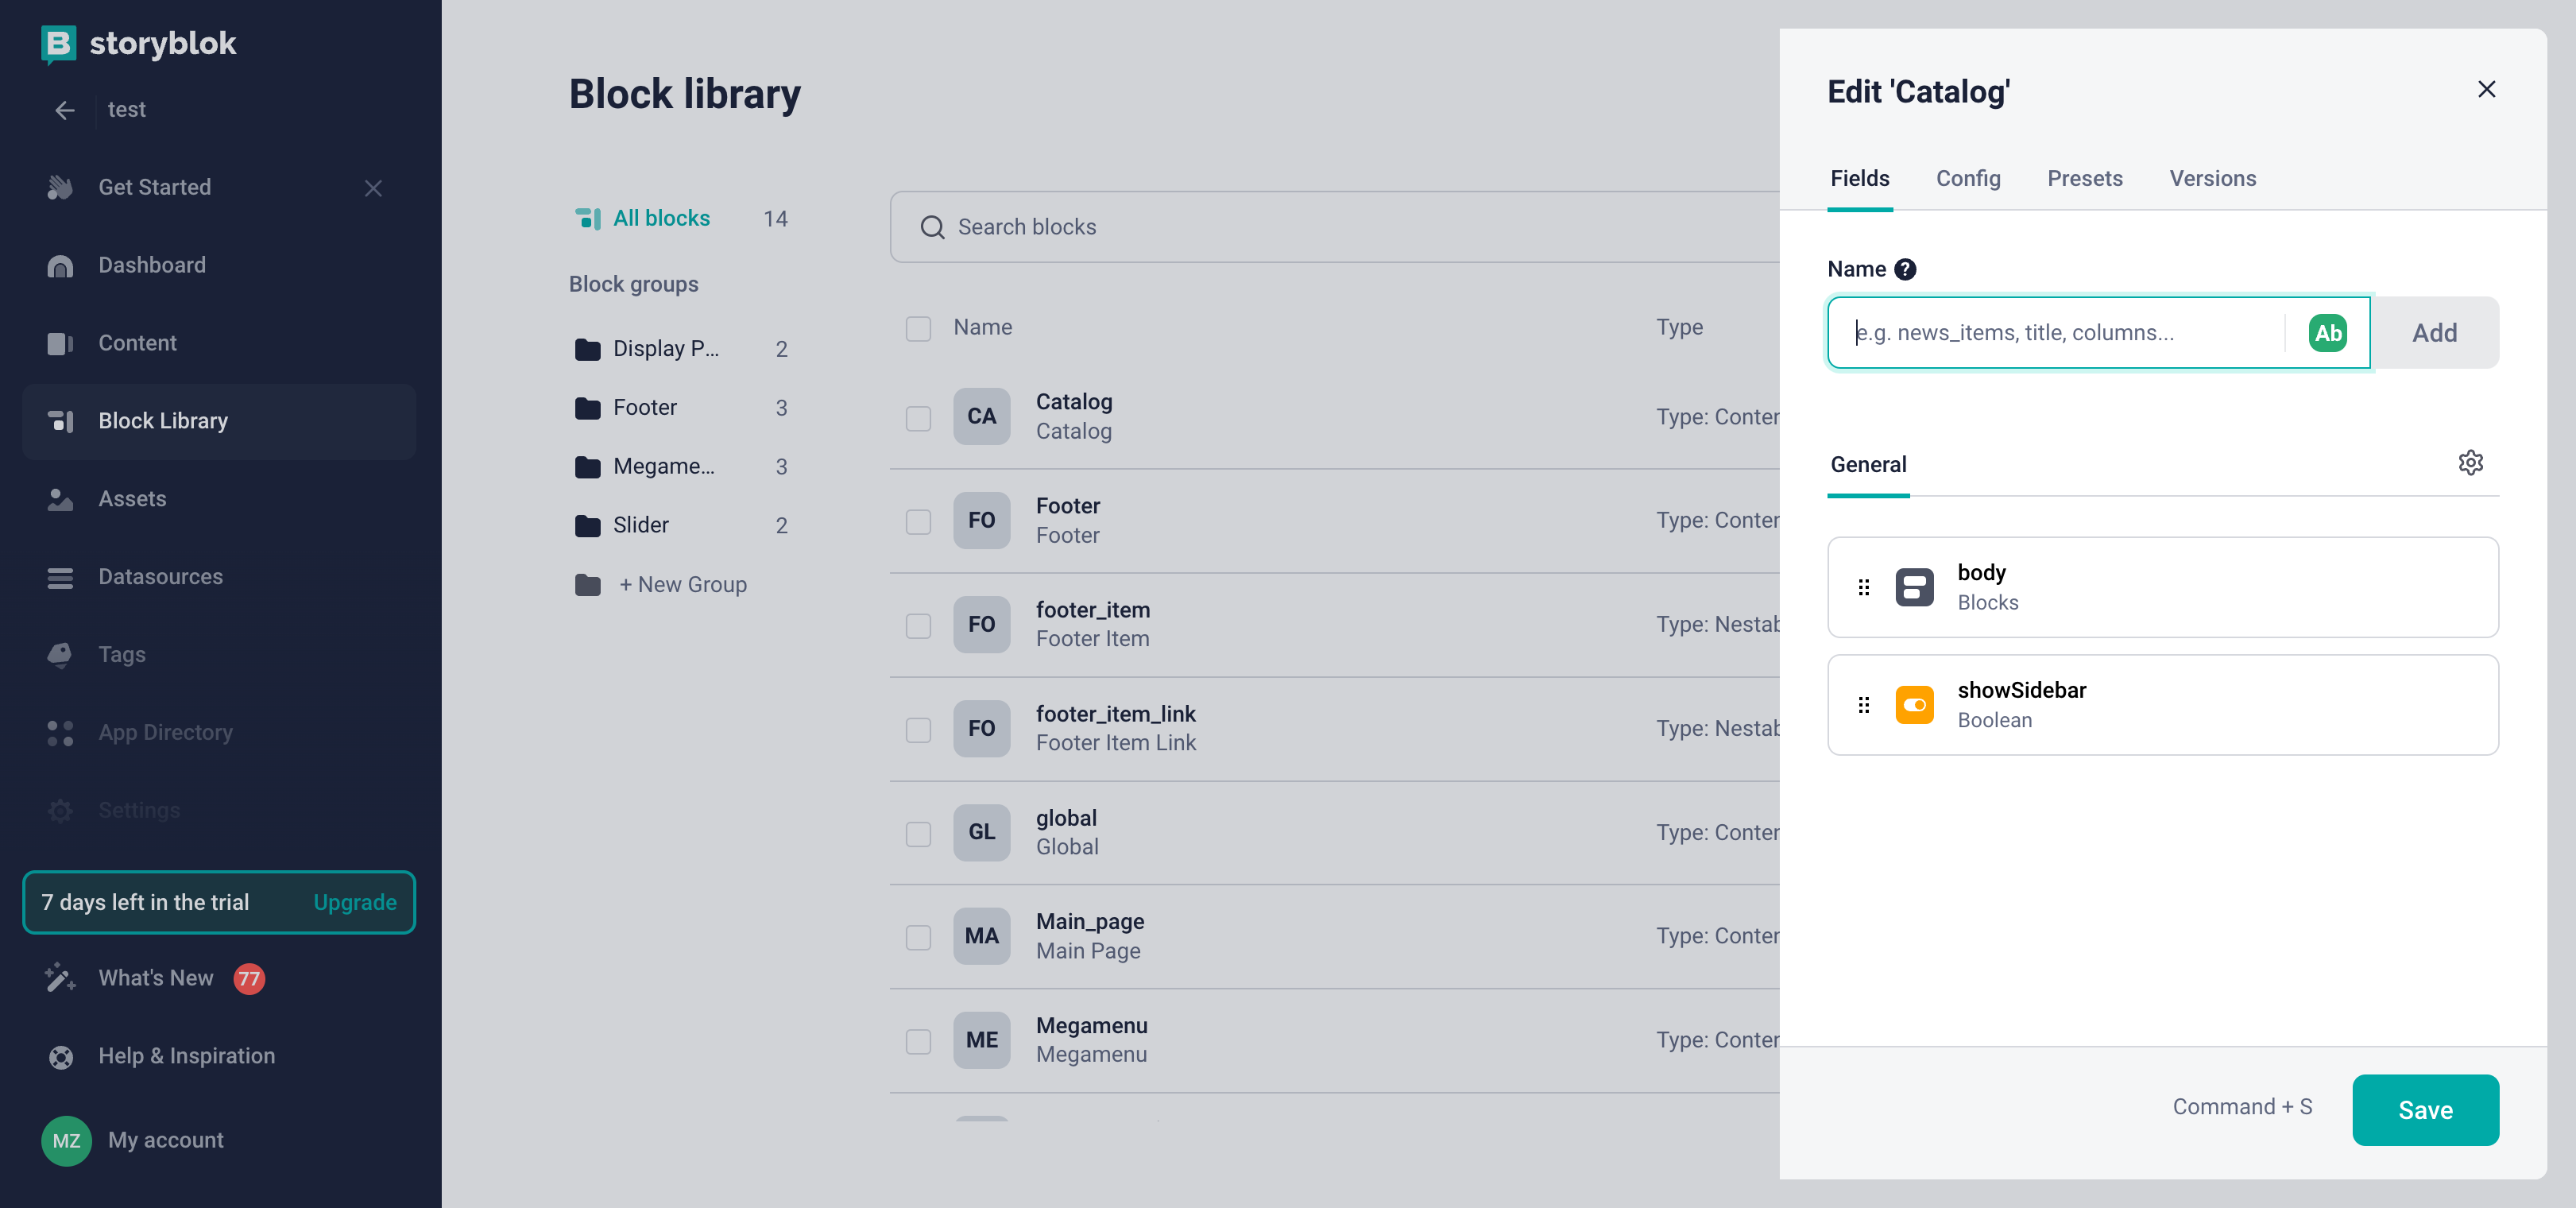 storyblok
test
Get Started
Dashboard
Content
Block Library
Assets
Datasources
Tags
App Directory
Settings
7 days left in the trial Upgrade
What's New 77
Help & Inspiration
MZ My account
Block library
All blocks 14
Block groups
Display P... 2
Footer 3
Megame... 3
Slider 2
+ New Group
Search blocks
Name Type
CA Catalog Type: Conter
Catalog
FO Footer Type: Conter
Footer
FO footer_item Type: Nestab
Footer Item
FO footer_item_link Type: Nestab
Footer Item Link
GL global Type: Conter
Global
MA Main_page Type: Conter
Main Page
ME Megamenu Type: Conter
Megamenu
Edit 'Catalog'
Fields Config Presets Versions
Name ?
e.g. news_items, title, columns... Ab Add
General
body
Blocks
showSidebar
Boolean
Command + S Save